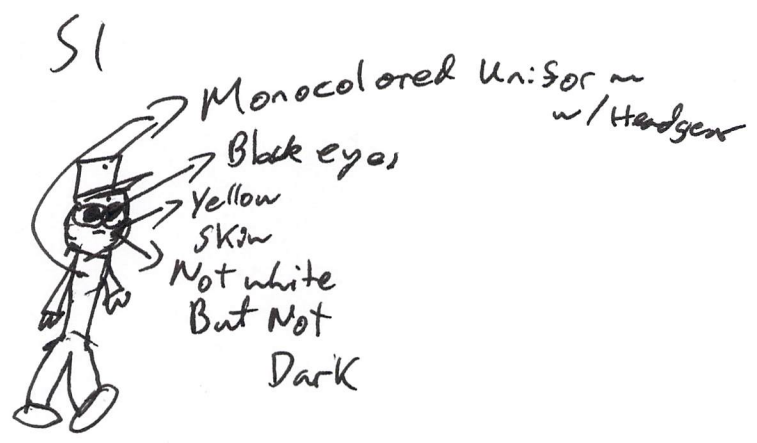 S1
Monocolored Uniform
w/Headgear
Black eyes
Yellow
Skin
Not white
But Not
Dark